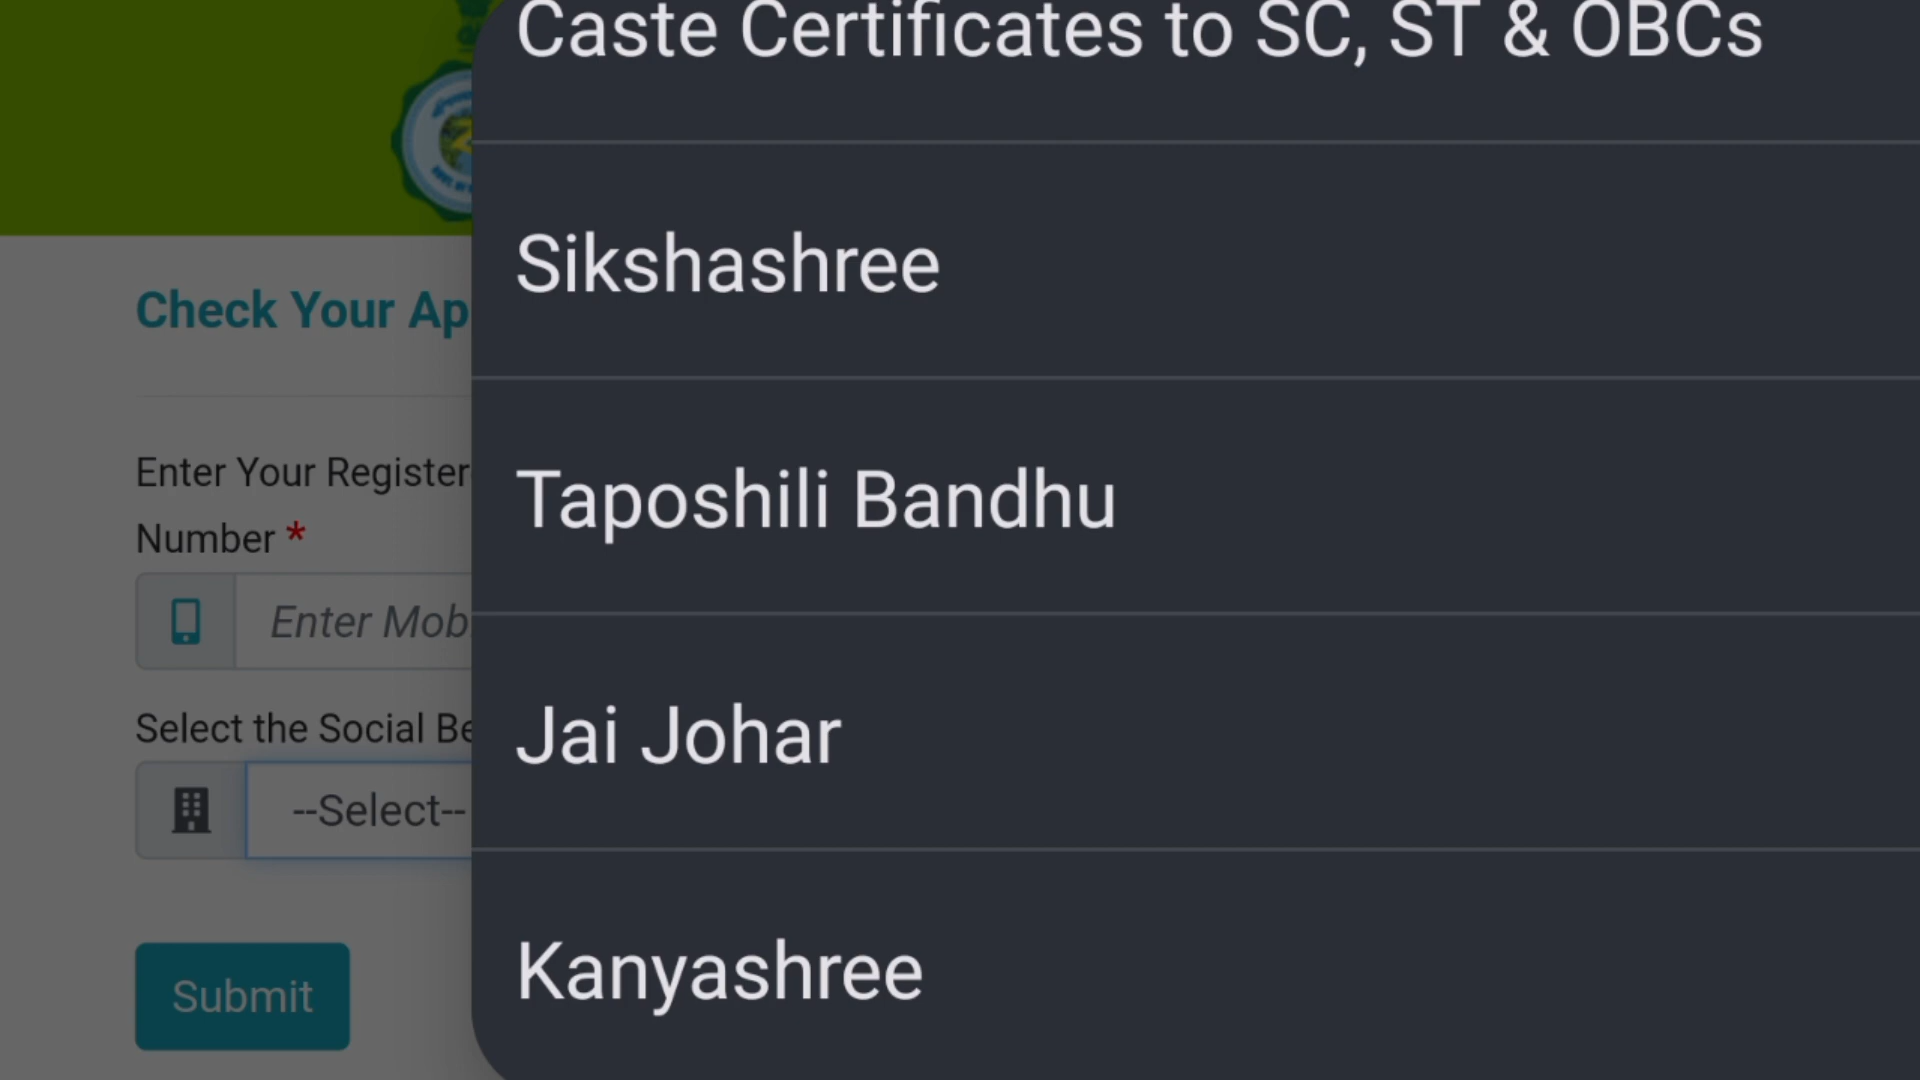 Caste Certificates to SC, ST & OBCs
Sikshashree
Taposhili Bandhu
Jai Johar
Kanyashree
Check Your Ap
Enter Your Register
Number *
Enter Mob
Select the Social Be
--Select--
Submit